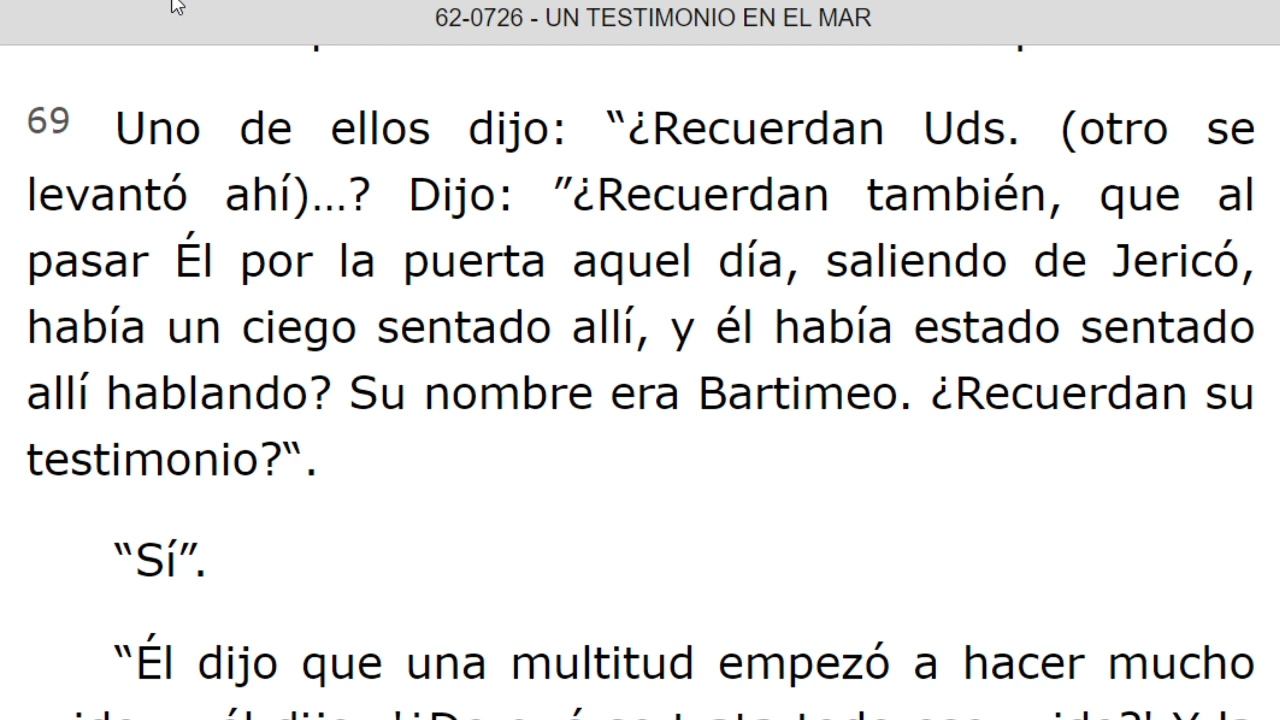 62-0726 - UN TESTIMONIO EN EL MAR
69 Uno de ellos dijo: “¿Recuerdan Uds. (otro se
levantó ahí)…? Dijo: ”¿Recuerdan también, que al
pasar Él por la puerta aquel día, saliendo de Jericó,
había un ciego sentado allí, y él había estado sentado
allí hablando? Su nombre era Bartimeo. ¿Recuerdan su
testimonio?“.
“Sí”.
“Él dijo que una multitud empezó a hacer mucho